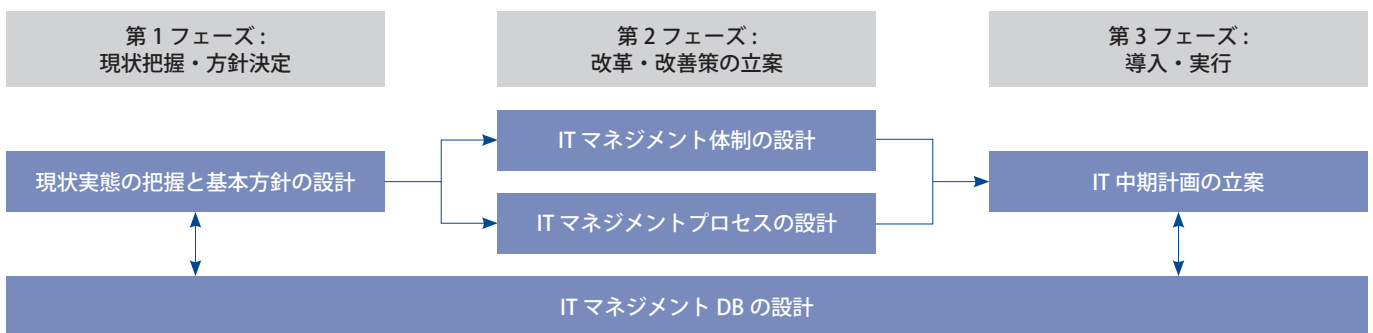 第 1 フェーズ :
現状把握・方針決定
第 2 フェーズ :
改革・改善策の立案
第 3 フェーズ :
導入・実行
IT マネジメント体制の設計
現状実態の把握と基本方針の設計
IT 中期計画の立案
IT マネジメントプロセスの設計
IT マネジメント DB の設計